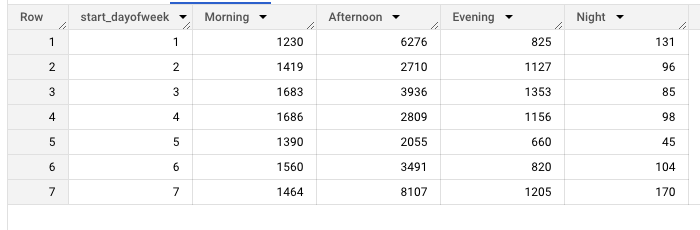 Row start_dayofweek Morning Afternoon Evening Night
1 1 1230 6276 825 131
2 2 1419 2710 1127 96
3 3 1683 3936 1353 85
4 4 1686 2809 1156 98
5 5 1390 2055 660 45
6 6 1560 3491 820 104
7 7 1464 8107 1205 170